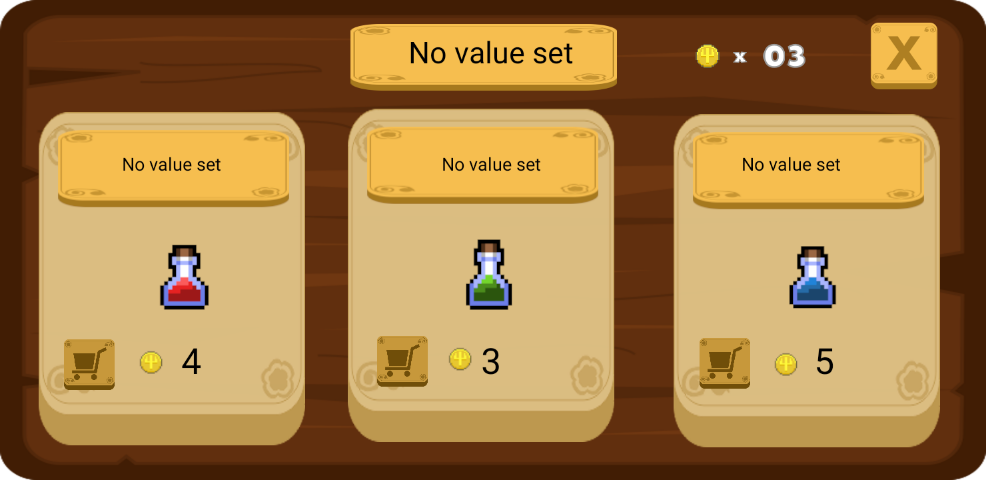 No value set
x 03
X
No value set
No value set
No value set
4
3
5